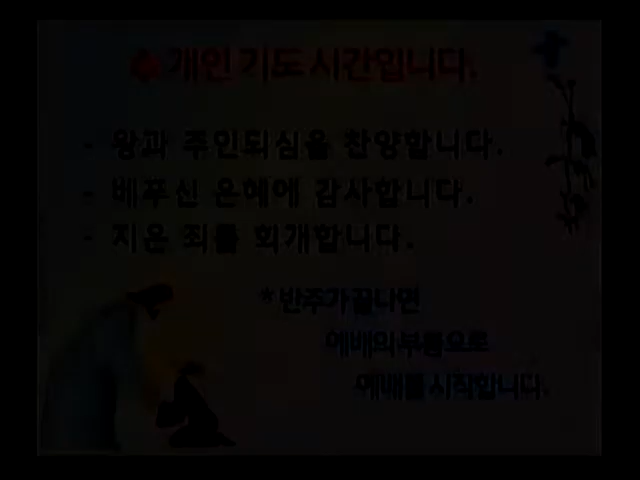 개인 기도 시간입니다.
- 왕과 주인되심을 찬양합니다.
- 베푸신 은혜에 감사합니다.
- 지은 죄를 회개합니다.
* 반주가 끝나면
예배의 부름으로
예배를 시작합니다.